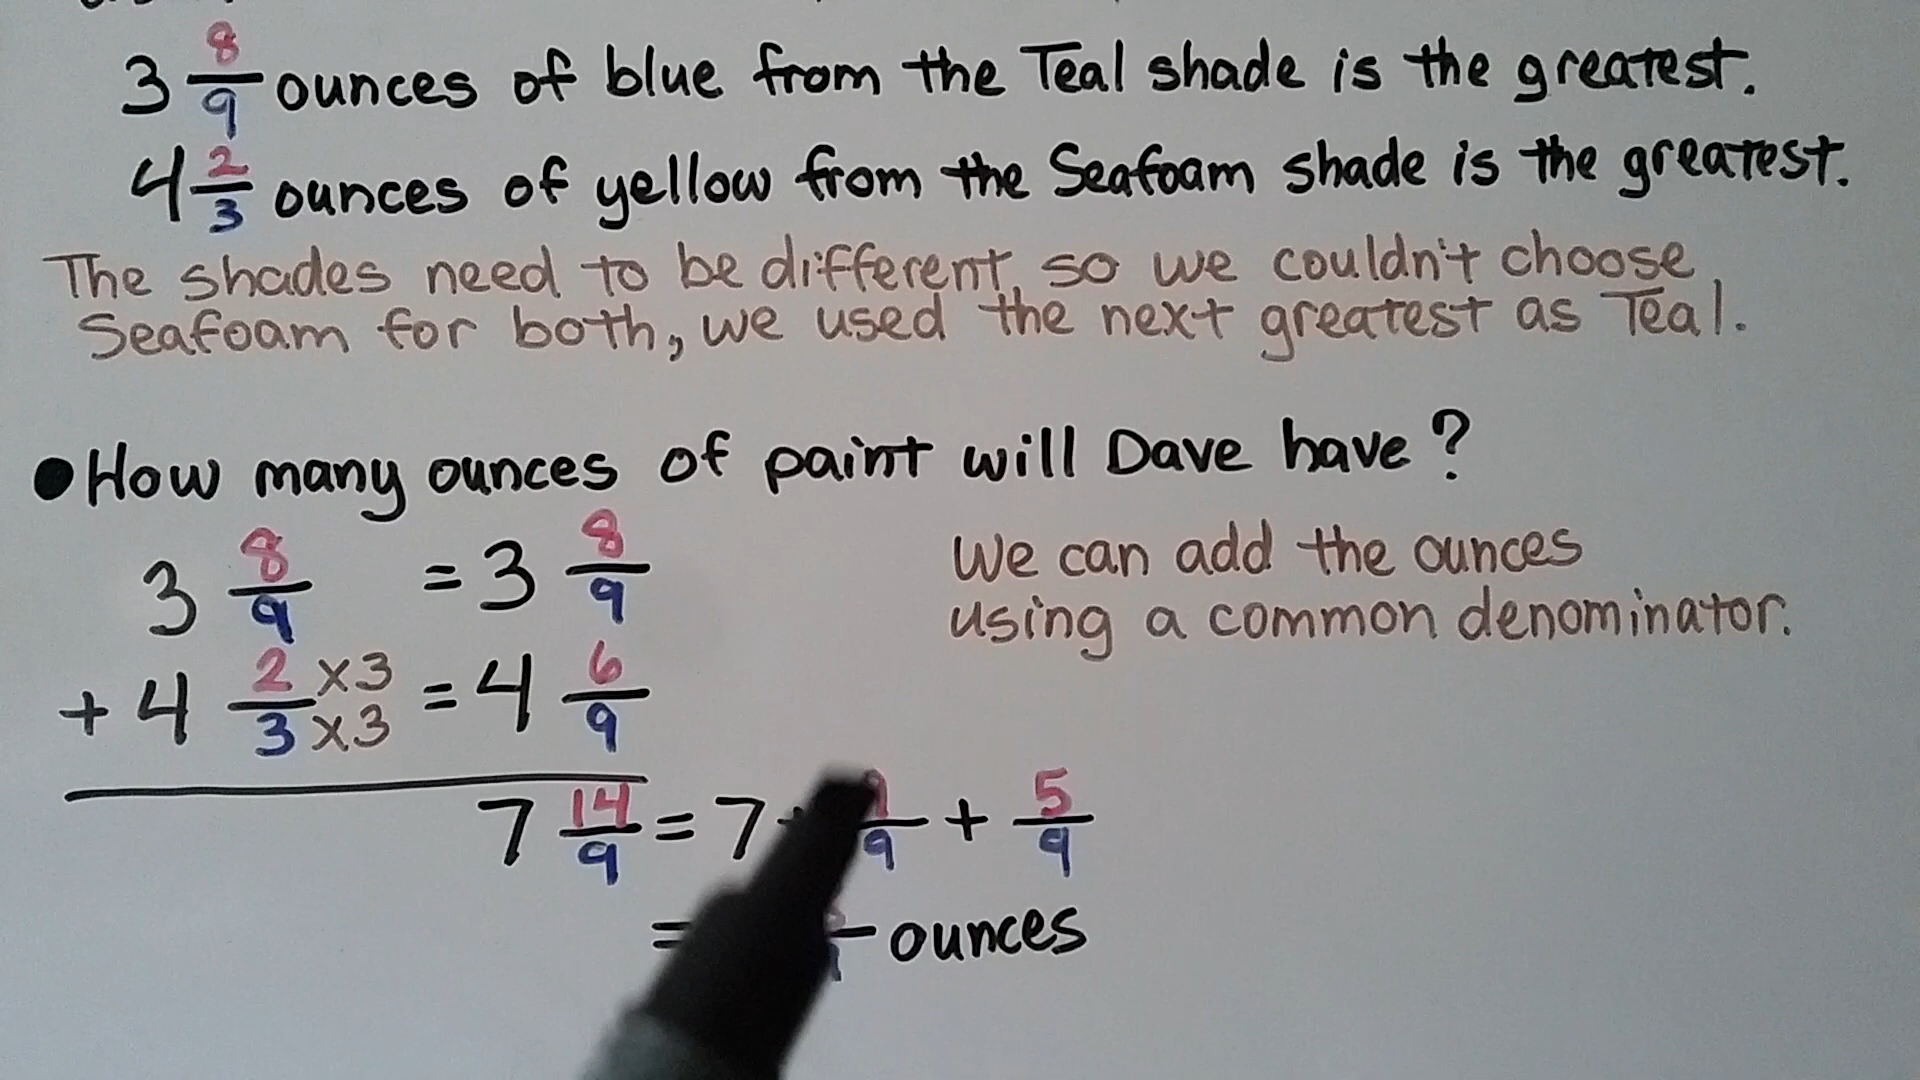 3 8/9 ounces of blue from the Teal shade is the greatest.
4 2/3 ounces of yellow from the Seafoam shade is the greatest.
The shades need to be different, so we couldn't choose
Seafoam for both, we used the next greatest as Teal.
•How many ounces of paint will Dave have?
3 8/9 = 3 8/9
We can add the ounces
using a common denominator.
+ 4 2/3 x3/x3 = 4 6/9
7 14/9 = 7 + 9/9 + 5/9
= ounces